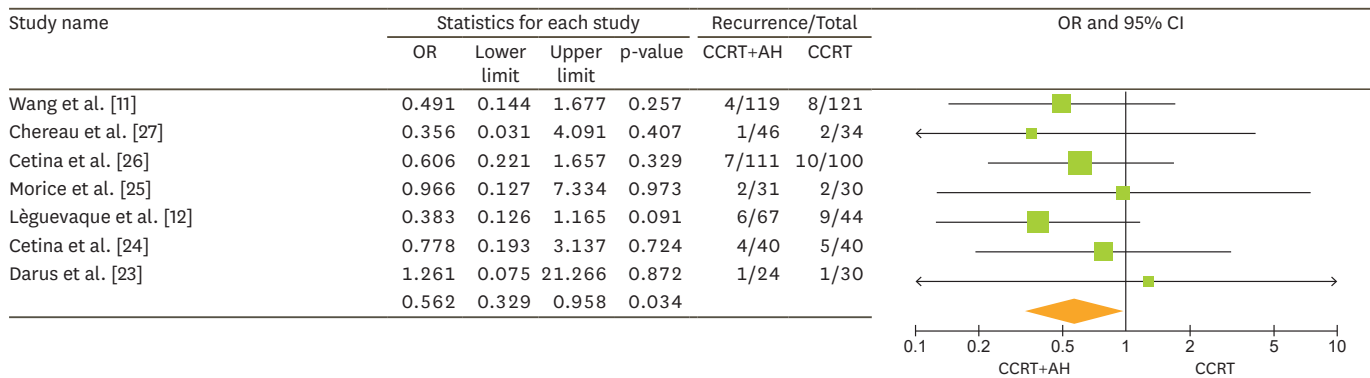 Study name Statistics for each study Recurrence/Total OR and 95% CI
OR Lower limit Upper limit p-value CCRT+AH CCRT
Wang et al. [11] 0.491 0.144 1.677 0.257 4/119 8/121
Chereau et al. [27] 0.356 0.031 4.091 0.407 1/46 2/34
Cetina et al. [26] 0.606 0.221 1.657 0.329 7/111 10/100
Morice et al. [25] 0.966 0.127 7.334 0.973 2/31 2/30
Lèguevaque et al. [12] 0.383 0.126 1.165 0.091 6/67 9/44
Cetina et al. [24] 0.778 0.193 3.137 0.724 4/40 5/40
Darus et al. [23] 1.261 0.075 21.266 0.872 1/24 1/30
0.562 0.329 0.958 0.034
0.1 0.2 0.5 1 2 5 10
CCRT+AH CCRT